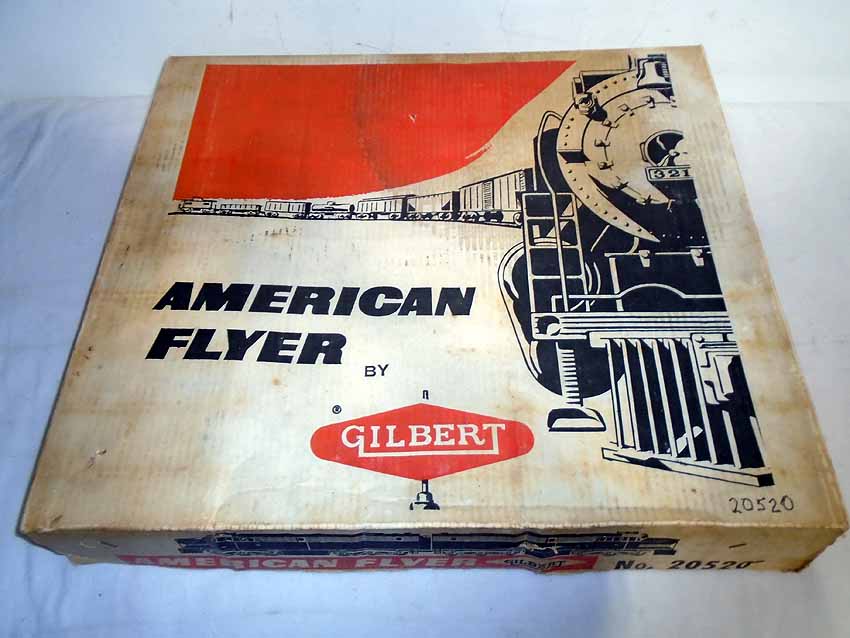 321
AMERICAN
FLYER
BY
®
GILBERT
20520
AMERICAN FLYER GILBERT No. 20520